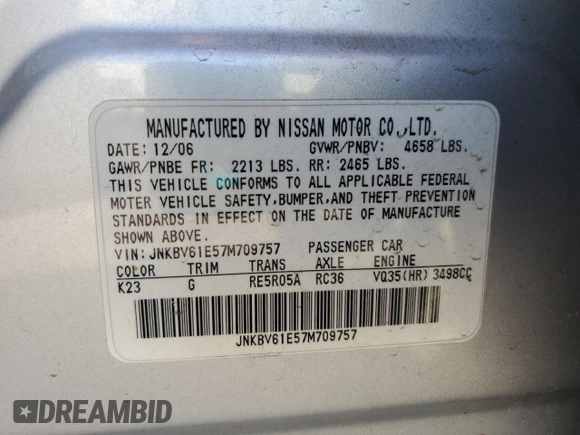 MANUFACTURED BY NISSAN MOTOR CO.,LTD.
DATE: 12/06 GVWR/PNBV: 4658 LBS.
GAWR/PNBE FR: 2213 LBS. RR: 2465 LBS.
THIS VEHICLE CONFORMS TO ALL APPLICABLE FEDERAL
MOTOR VEHICLE SAFETY,BUMPER,AND THEFT PREVENTION
STANDARDS IN EFFECT ON THE DATE OF MANUFACTURE
SHOWN ABOVE.
VIN:JNKBV61E57M709757 PASSENGER CAR
COLOR TRIM TRANS AXLE ENGINE
K23 G RE5R05A RC36 VQ35(HR) 3498CC
JNKBV61E57M709757
DREAMBID